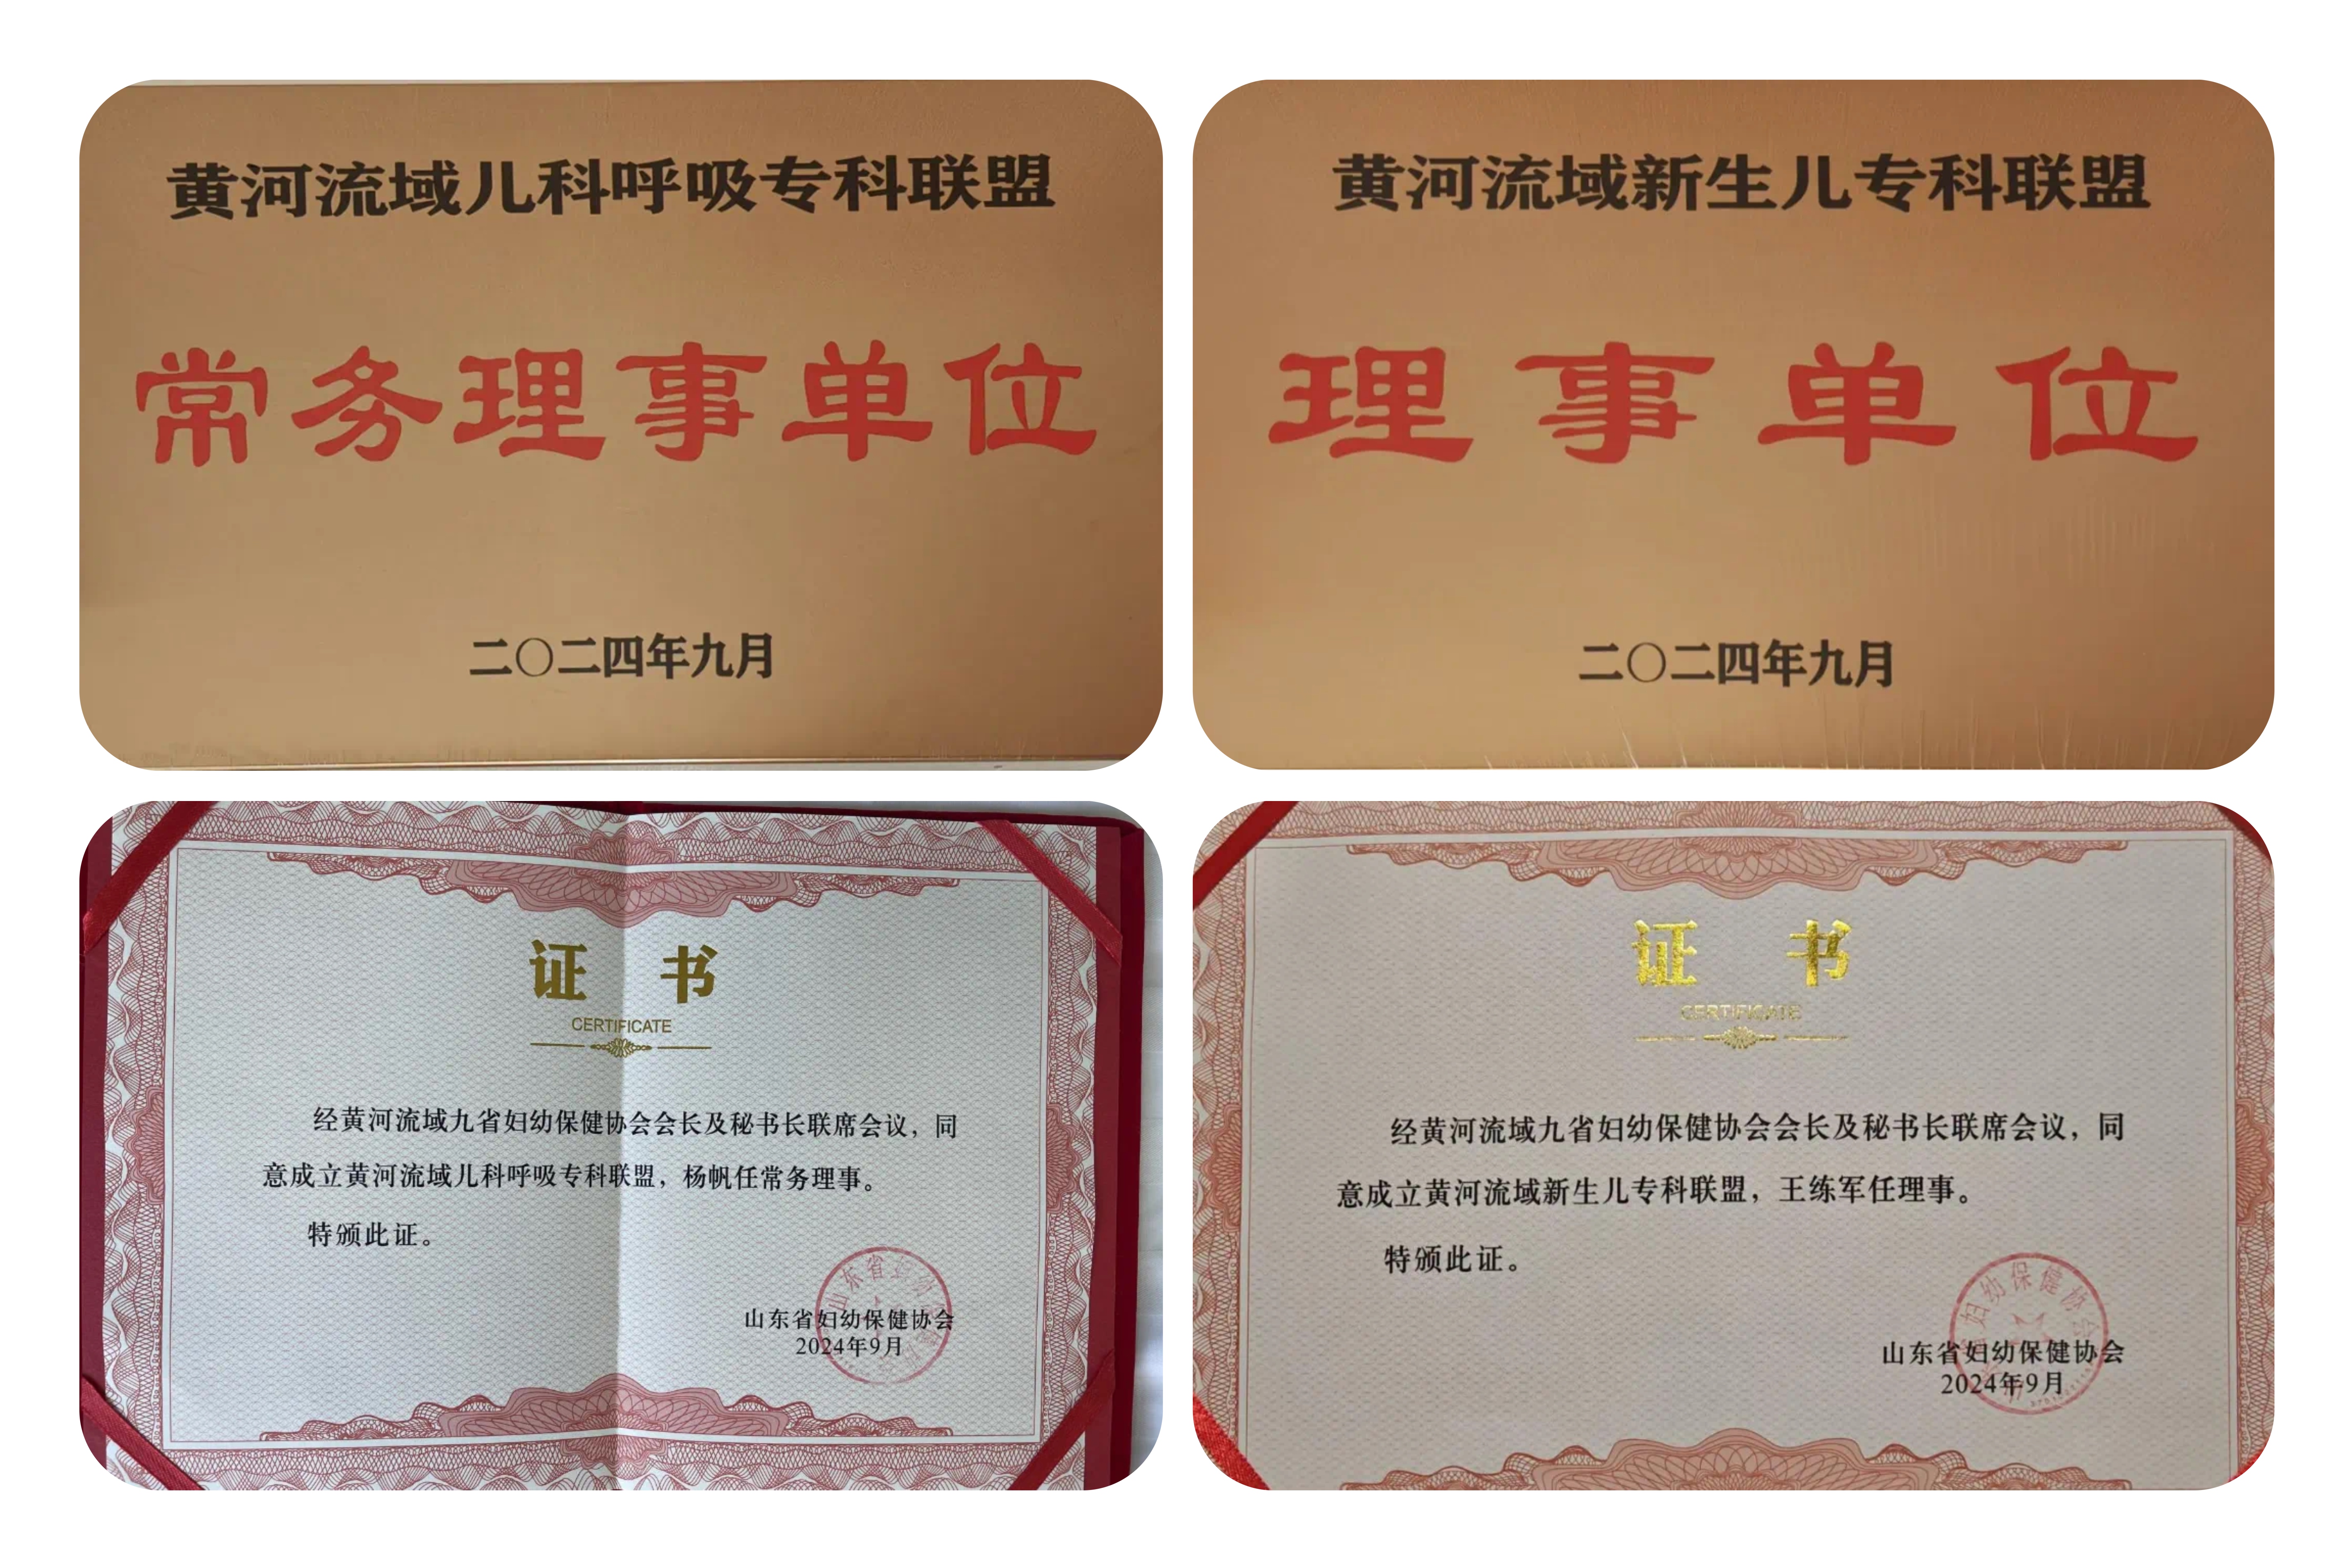 黄河流域儿科呼吸专科联盟
常务理事单位
二〇二四年九月
黄河流域新生儿专科联盟
理事单位
二〇二四年九月
证 书
CERTIFICATE
经黄河流域九省妇幼保健协会会长及秘书长联席会议，同
意成立黄河流域儿科呼吸专科联盟，杨帆任常务理事。
特颁此证。
山东省妇幼保健协会
2024年9月
证 书
CERTIFICATE
经黄河流域九省妇幼保健协会会长及秘书长联席会议，同
意成立黄河流域新生儿专科联盟，王练军任理事。
特颁此证。
山东省妇幼保健协会
2024年9月